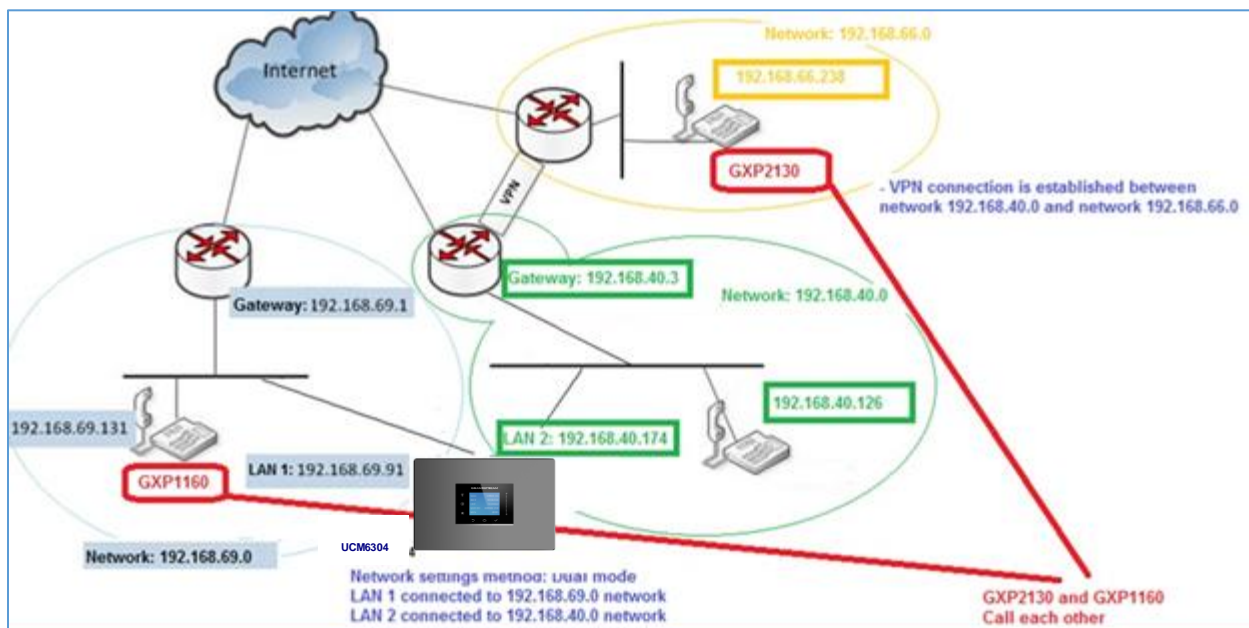 Internet
Network: 192.168.66.0
192.168.66.238
GXP2130
- VPN connection is established between
network 192.168.40.0 and network 192.168.66.0
VPN
Gateway: 192.168.40.3
Network: 192.168.40.0
Gateway: 192.168.69.1
192.168.40.126
192.168.69.131
LAN 2: 192.168.40.174
LAN 1: 192.168.69.91
GXP1160
UCM6304
Network: 192.168.69.0
Network settings method: Dual mode
LAN 1 connected to 192.168.69.0 network
LAN 2 connected to 192.168.40.0 network
GXP2130 and GXP1160
Call each other